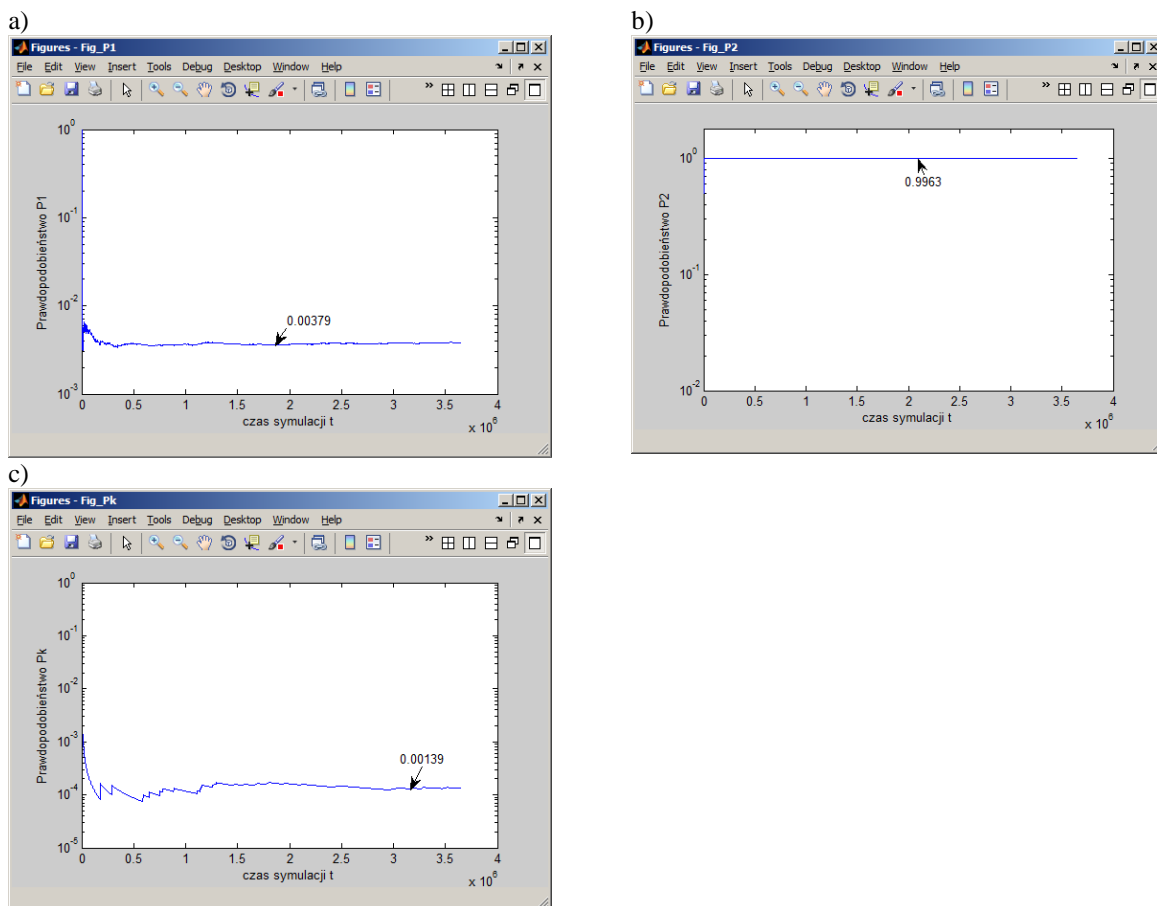 a)
Figures - Fig_P1
File Edit View Insert Tools Debug Desktop Window Help
»
10^0
10^-1
10^-2
10^-3
Prawdopodobieństwo P1
0.00379
0 0.5 1 1.5 2 2.5 3 3.5 4
czas symulacji t
x 10^6
b)
Figures - Fig_P2
File Edit View Insert Tools Debug Desktop Window Help
»
10^0
10^-1
10^-2
Prawdopodobieństwo P2
0.9963
0 0.5 1 1.5 2 2.5 3 3.5 4
czas symulacji t
x 10^6
c)
Figures - Fig_Pk
File Edit View Insert Tools Debug Desktop Window Help
»
10^0
10^-1
10^-2
10^-3
10^-4
10^-5
Prawdopodobieństwo Pk
0.00139
0 0.5 1 1.5 2 2.5 3 3.5 4
czas symulacji t
x 10^6